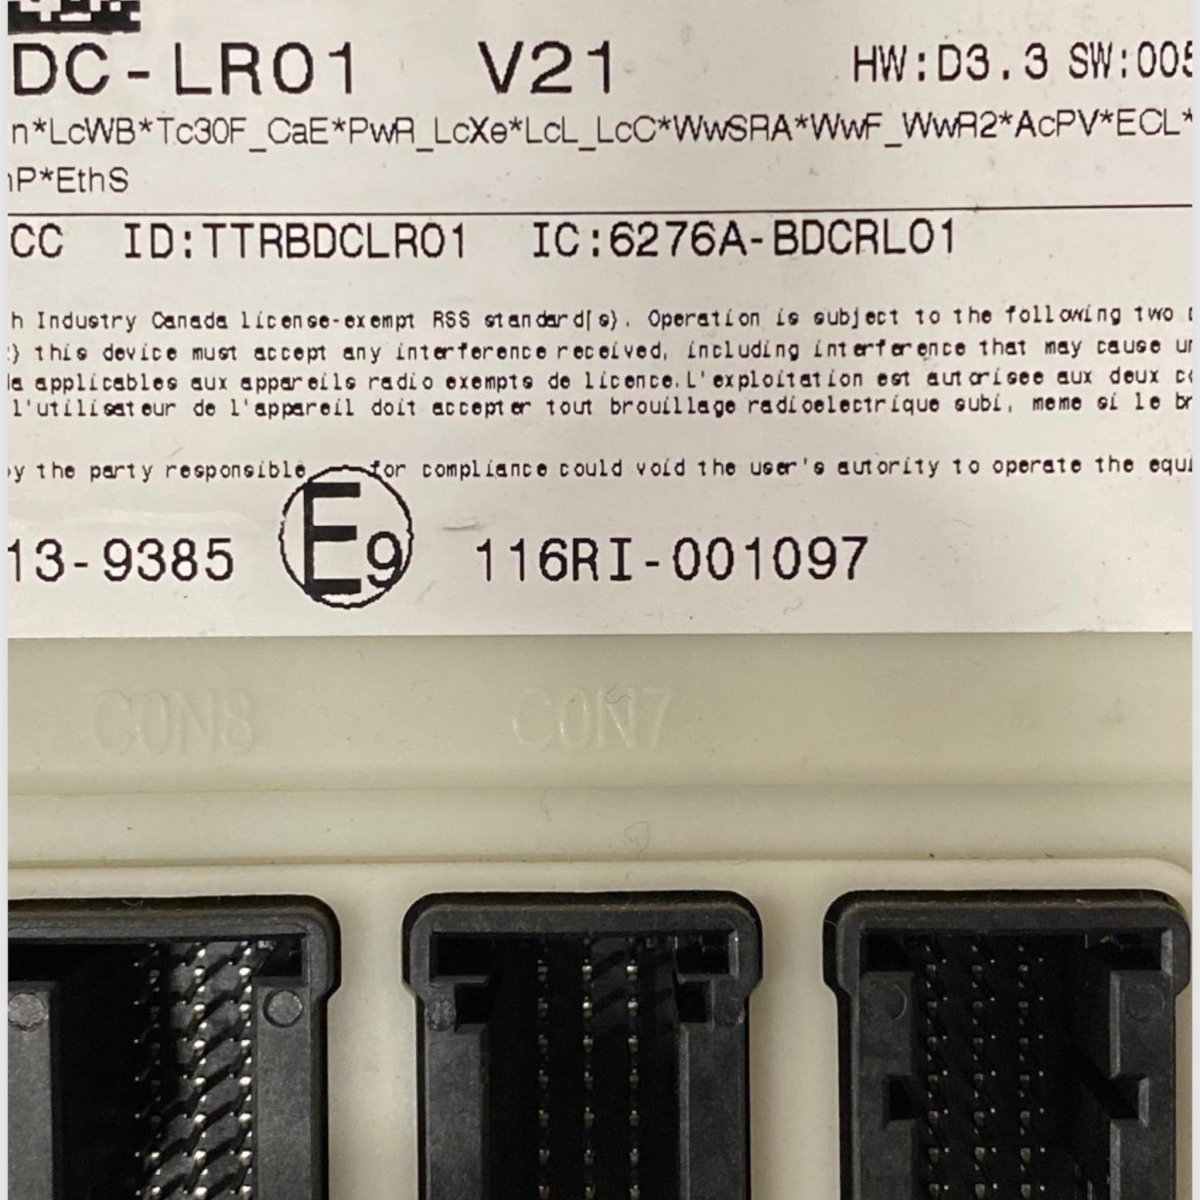 DC-LR01 V21 HW:D3.3 SW:005
n*LcWB*Tc30F_CaE*PwR_LcXe*LcL_LcC*WwSRA*WwF_WwR2*AcPV*ECL*
P*EthS
CC ID:TTRBDCLR01 IC:6276A-BDCRL01
h Industry Canada license-exempt RSS standard(s). Operation is subject to the following two
) this device must accept any interference received, including interference that may cause un
la applicables aux appareils radio exempts de licence.L'exploitation est autorisee aux deux c
l'utilisateur de l'appareil doit accepter tout brouillage radioelectrique subi, meme si le br
y the party responsible for compliance could void the user's autority to operate the equi
13-9385 E9 116RI-001097
CON8 CON7